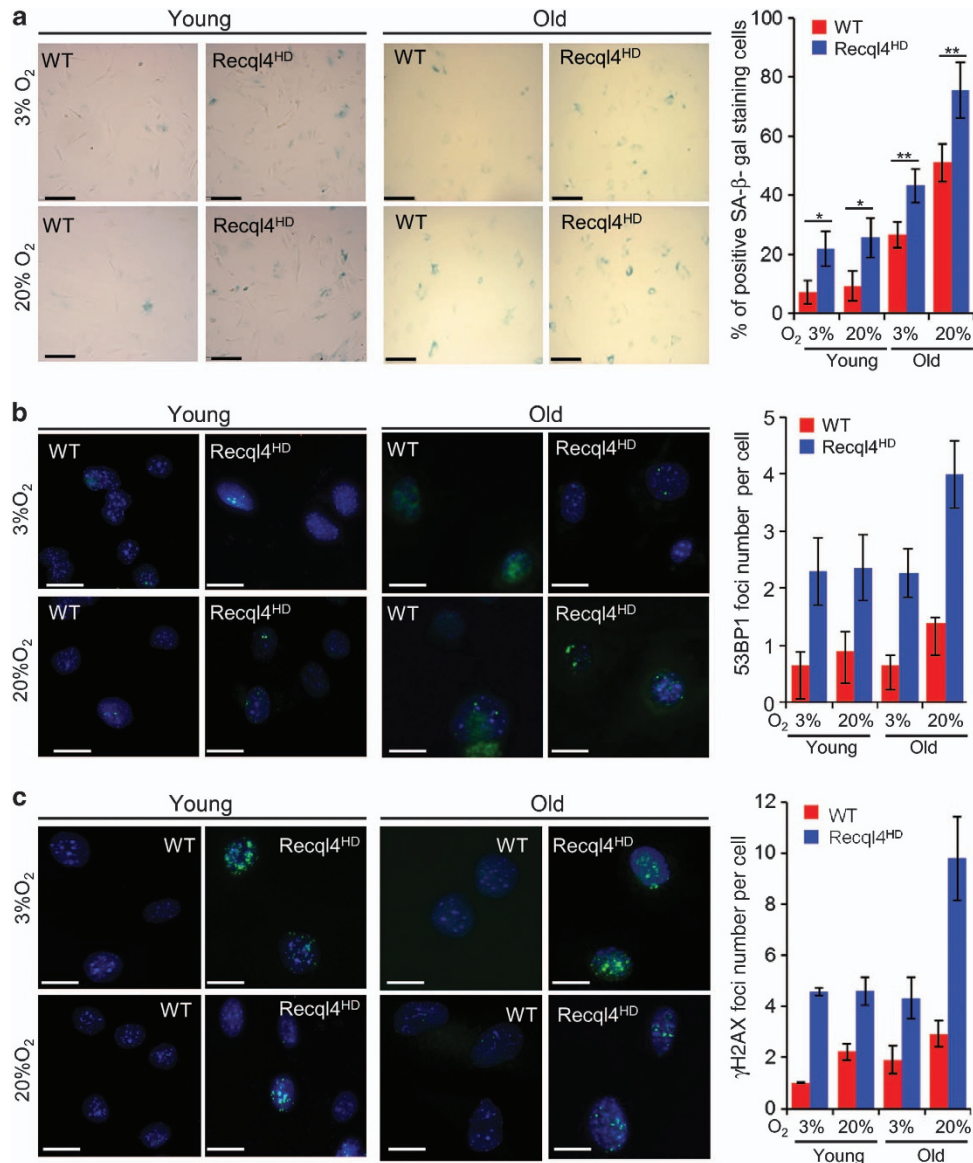 a
Young
Old
3% O₂
20% O₂
WT
Recql4ᴴᴰ
WT
Recql4ᴴᴰ
WT
Recql4ᴴᴰ
WT
Recql4ᴴᴰ
% of positive SA-β- gal staining cells
100
80
60
40
20
0
WT
Recql4ᴴᴰ
*
*
**
**
O₂ 3% 20% 3% 20%
Young Old
b
Young
Old
3%O₂
20%O₂
WT
Recql4ᴴᴰ
WT
Recql4ᴴᴰ
WT
Recql4ᴴᴰ
WT
Recql4ᴴᴰ
53BP1 foci number per cell
5
4
3
2
1
0
WT
Recql4ᴴᴰ
O₂ 3% 20% 3% 20%
Young Old
c
Young
Old
3%O₂
20%O₂
WT
Recql4ᴴᴰ
WT
Recql4ᴴᴰ
WT
Recql4ᴴᴰ
WT
Recql4ᴴᴰ
γH2AX foci number per cell
12
10
8
6
4
2
0
WT
Recql4ᴴᴰ
O₂ 3% 20% 3% 20%
Young Old